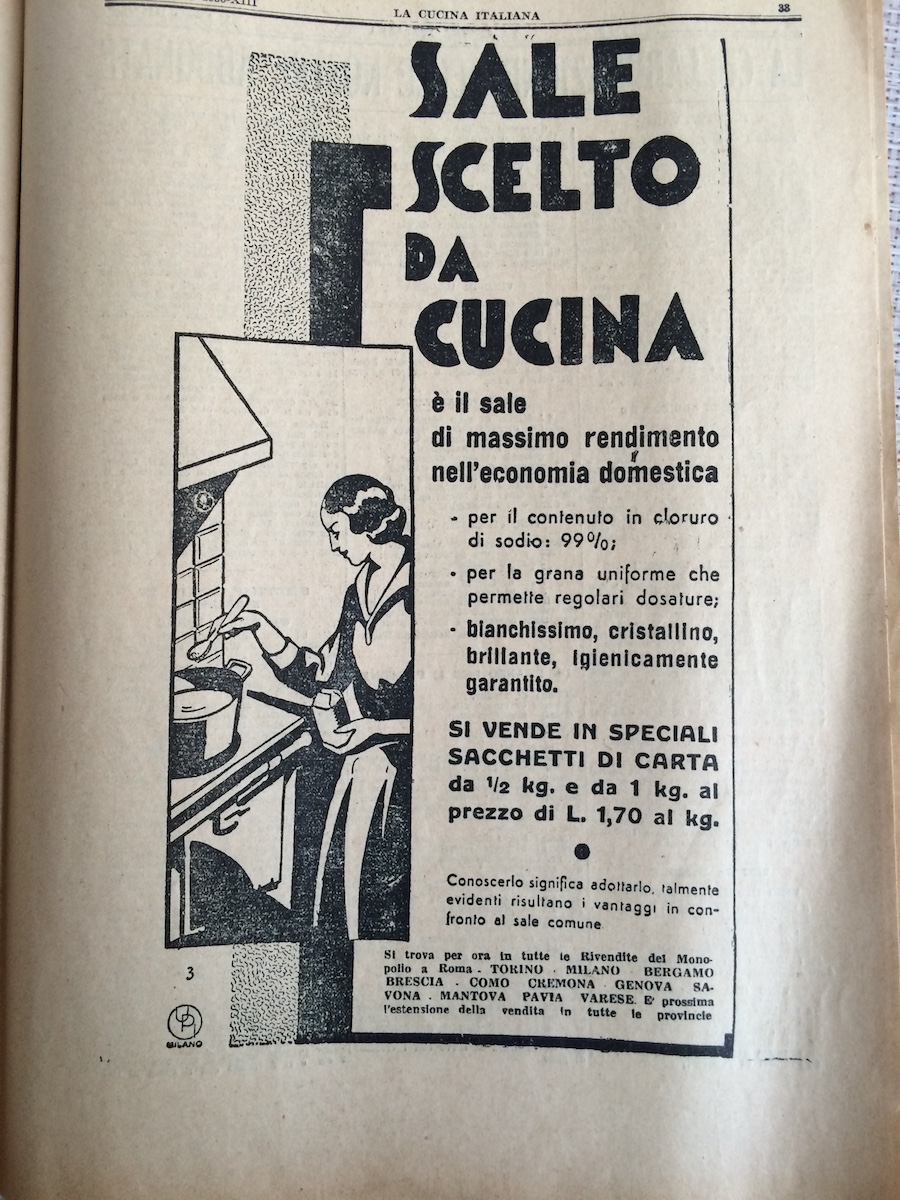 LA CUCINA ITALIANA
33
SALE
SCELTO
DA
CUCINA
è il sale
di massimo rendimento
nell'economia domestica
- per il contenuto in cloruro
di sodio: 99%;
- per la grana uniforme che
permette regolari dosature;
- bianchissimo, cristallino,
brillante, Igienicamente
garantito.
SI VENDE IN SPECIALI
SACCHETTI DI CARTA
da 1/2 kg. e da 1 kg. al
prezzo di L. 1,70 al kg.
Conoscerlo significa adottarlo, talmente
evidenti risultano i vantaggi in con-
fronto al sale comune
Si trova per ora in tutte le Rivendite del Mono-
polio a Roma - TORINO - MILANO BERGAMO
BRESCIA - COMO CREMONA GENOVA SA-
VONA - MANTOVA PAVIA VARESE. E' prossima
l'estensione della vendita in tutte le provincie
3
UPI
MILANO